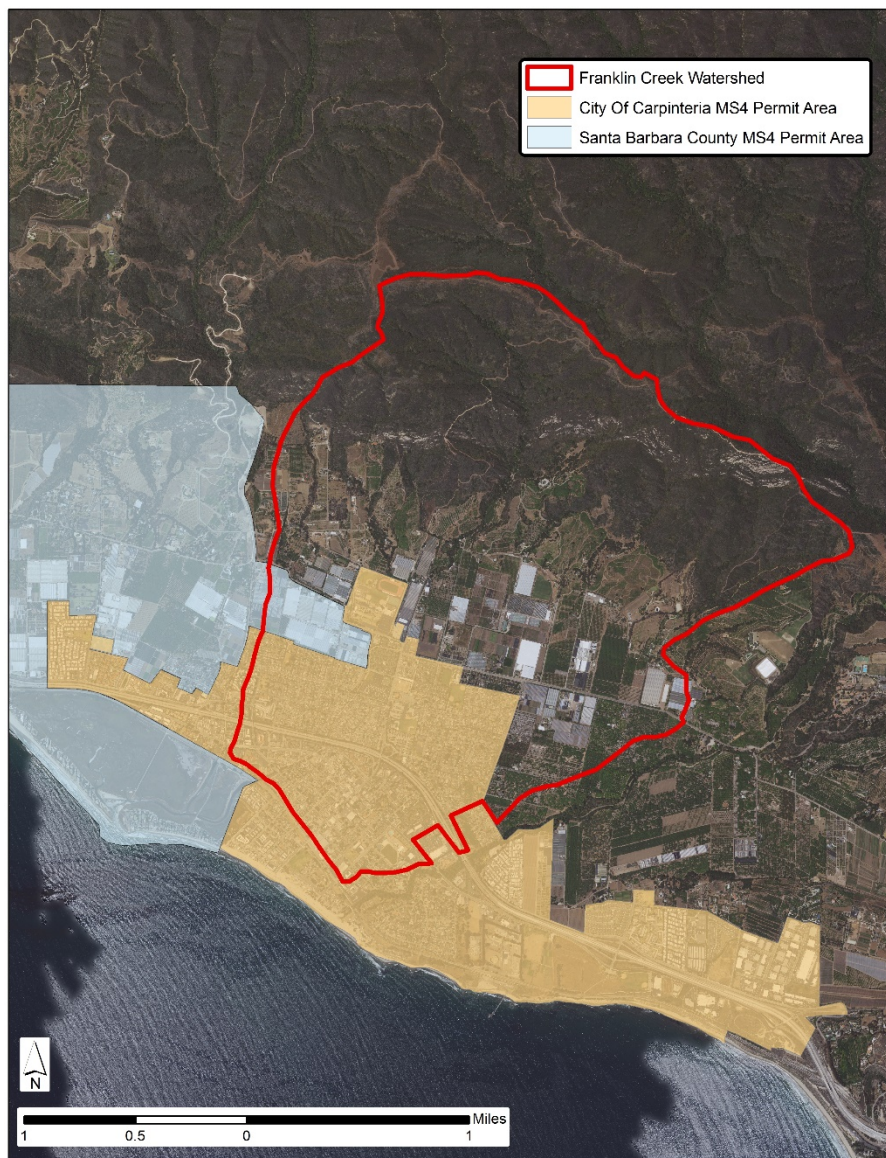 Franklin Creek Watershed
City Of Carpinteria MS4 Permit Area
Santa Barbara County MS4 Permit Area
N
Miles
1 0.5 0 1